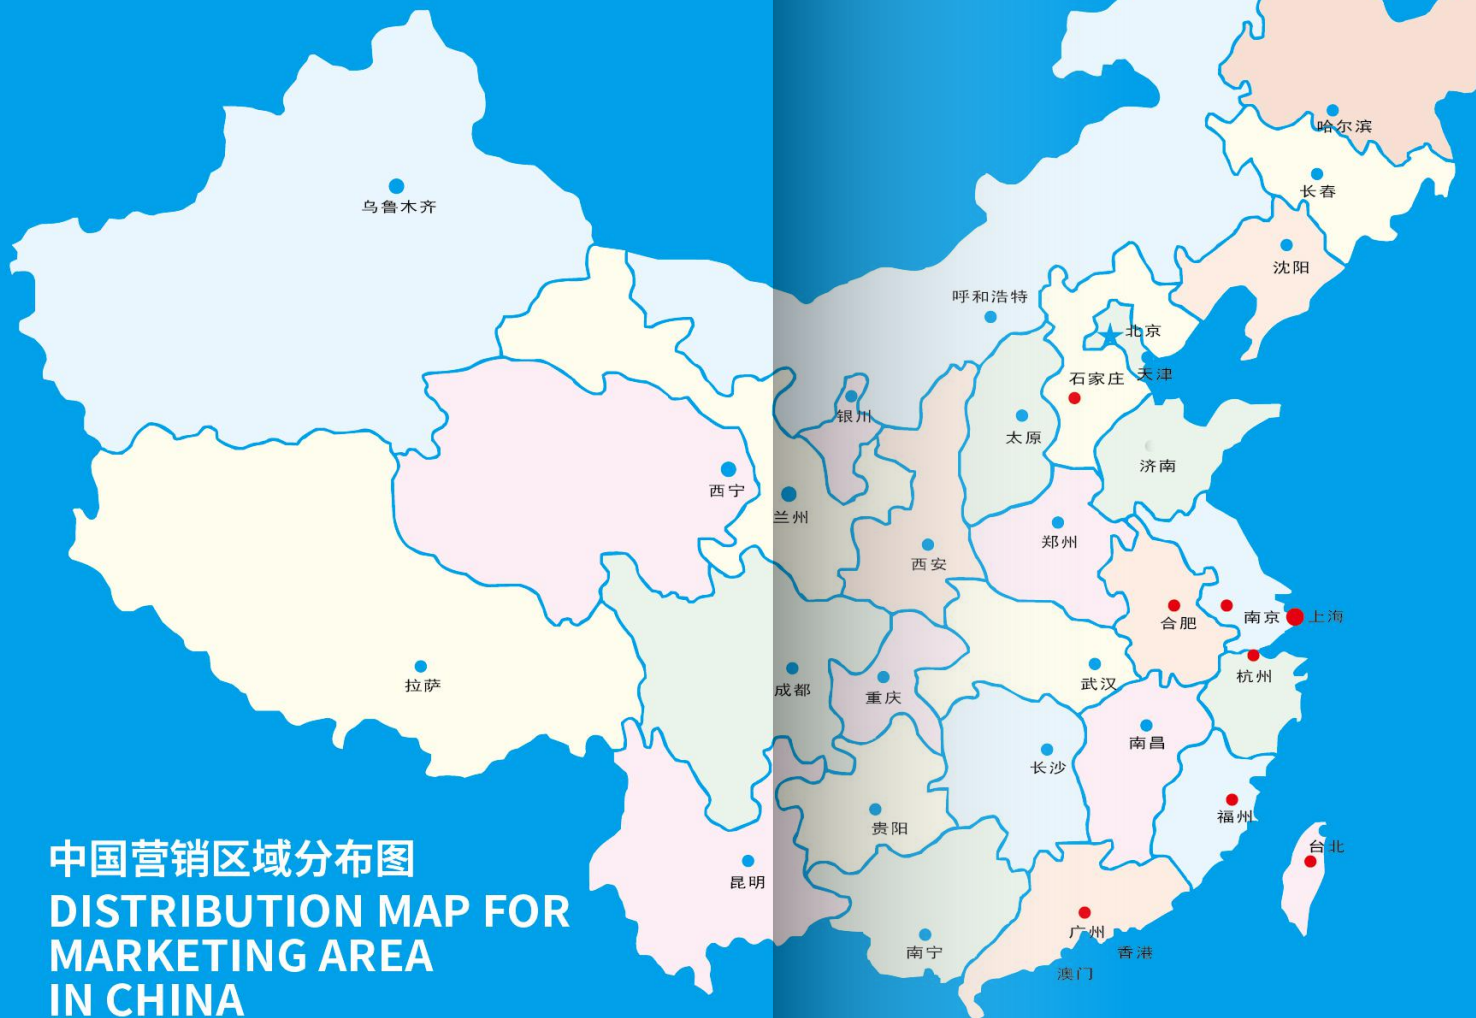 哈尔滨
长春
乌鲁木齐
沈阳
呼和浩特
北京
天津
石家庄
银川
太原
济南
西宁
兰州
郑州
西安
合肥
南京
上海
杭州
拉萨
成都
重庆
武汉
南昌
长沙
福州
贵阳
台北
昆明
广州
南宁
香港
澳门
中国营销区域分布图
DISTRIBUTION MAP FOR
MARKETING AREA
IN CHINA